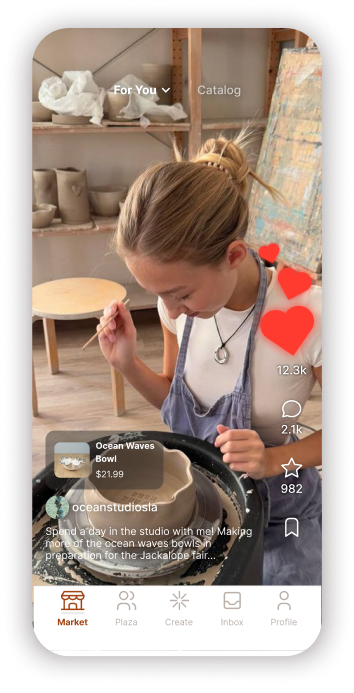 For You
Catalog
12.3k
2.1k
982
Ocean Waves
Bowl
$21.99
oceanstudiosla
Spend a day in the studio with me! Making
more of the ocean waves bowls in
preparation for the Jackalope fair...
Market
Plaza
Create
Inbox
Profile